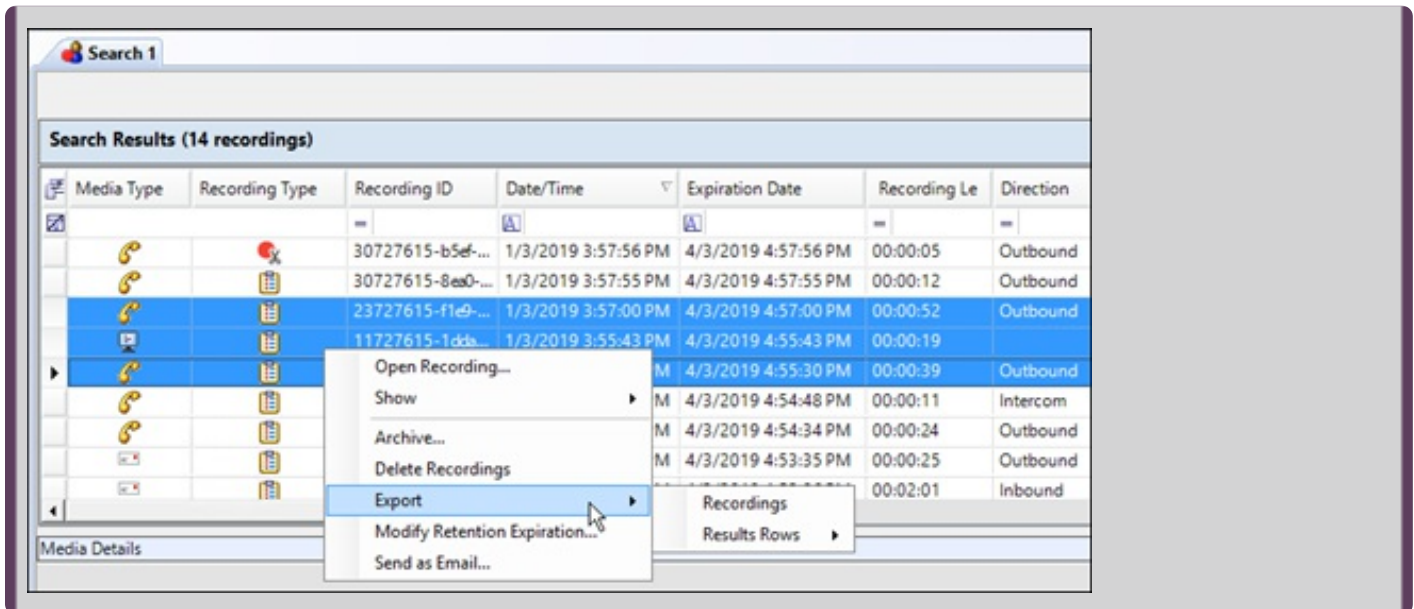 Search 1
Search Results (14 recordings)
Media Type Recording Type Recording ID Date/Time Expiration Date Recording Le Direction
= A A = =
30727615-b5ef-... 1/3/2019 3:57:56 PM 4/3/2019 4:57:56 PM 00:00:05 Outbound
30727615-8ea0-... 1/3/2019 3:57:55 PM 4/3/2019 4:57:55 PM 00:00:12 Outbound
23727615-f1e9-... 1/3/2019 3:57:00 PM 4/3/2019 4:57:00 PM 00:00:52 Outbound
11727615-1dda... 1/3/2019 3:55:43 PM 4/3/2019 4:55:43 PM 00:00:19
M 4/3/2019 4:55:30 PM 00:00:39 Outbound
M 4/3/2019 4:54:48 PM 00:00:11 Intercom
M 4/3/2019 4:54:34 PM 00:00:24 Outbound
M 4/3/2019 4:53:35 PM 00:00:25 Outbound
00:02:01 Inbound
Open Recording...
Show
Archive...
Delete Recordings
Export
Modify Retention Expiration...
Send as Email...
Recordings
Results Rows
Media Details